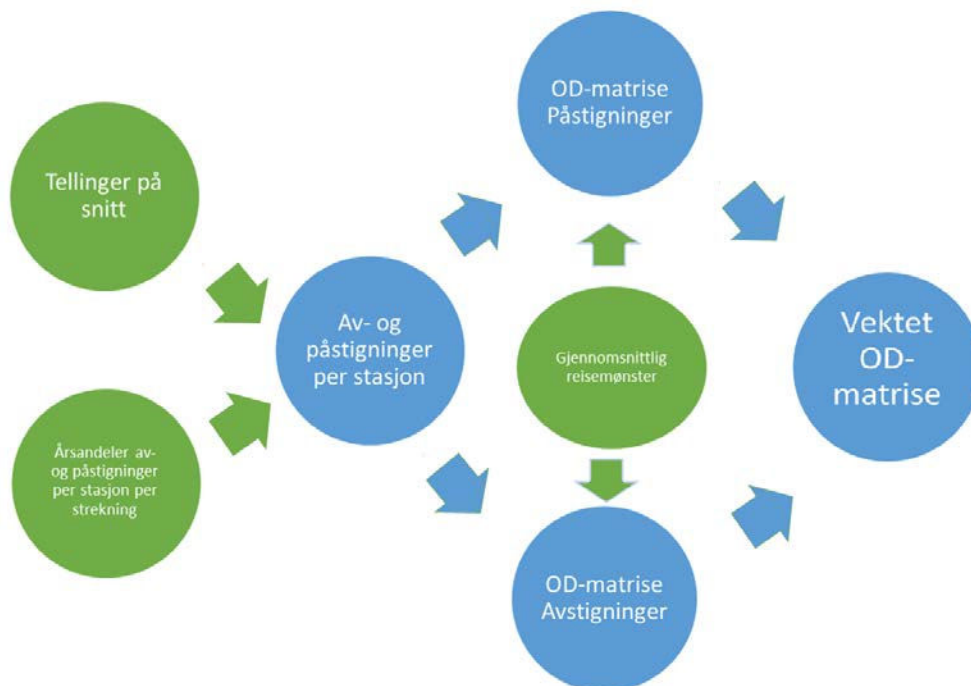 OD-matrise
Påstigninger
Tellinger på
snitt
Av- og
påstigninger
per stasjon
Gjennomsnittlig
reisemønster
Vektet
OD-
matrise
Årsandeler av-
og påstigninger
per stasjon per
strekning
OD-matrise
Avstigninger